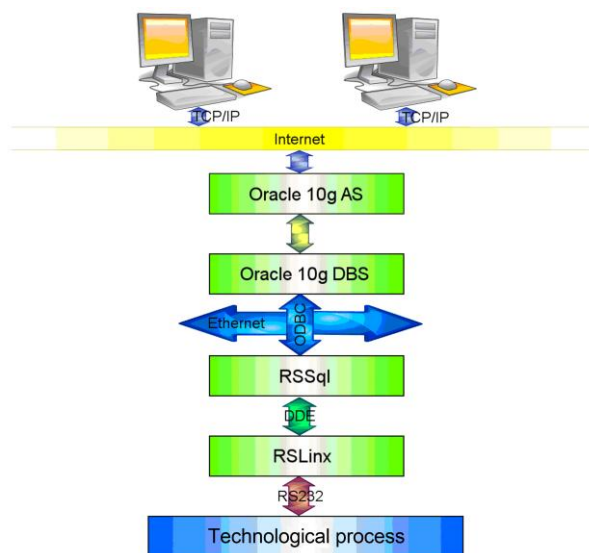 TCP/IP
TCP/IP
Internet
Oracle 10g AS
Oracle 10g DBS
Ethernet
ODBC
RSSql
DDE
RSLinx
RS232
Technological process